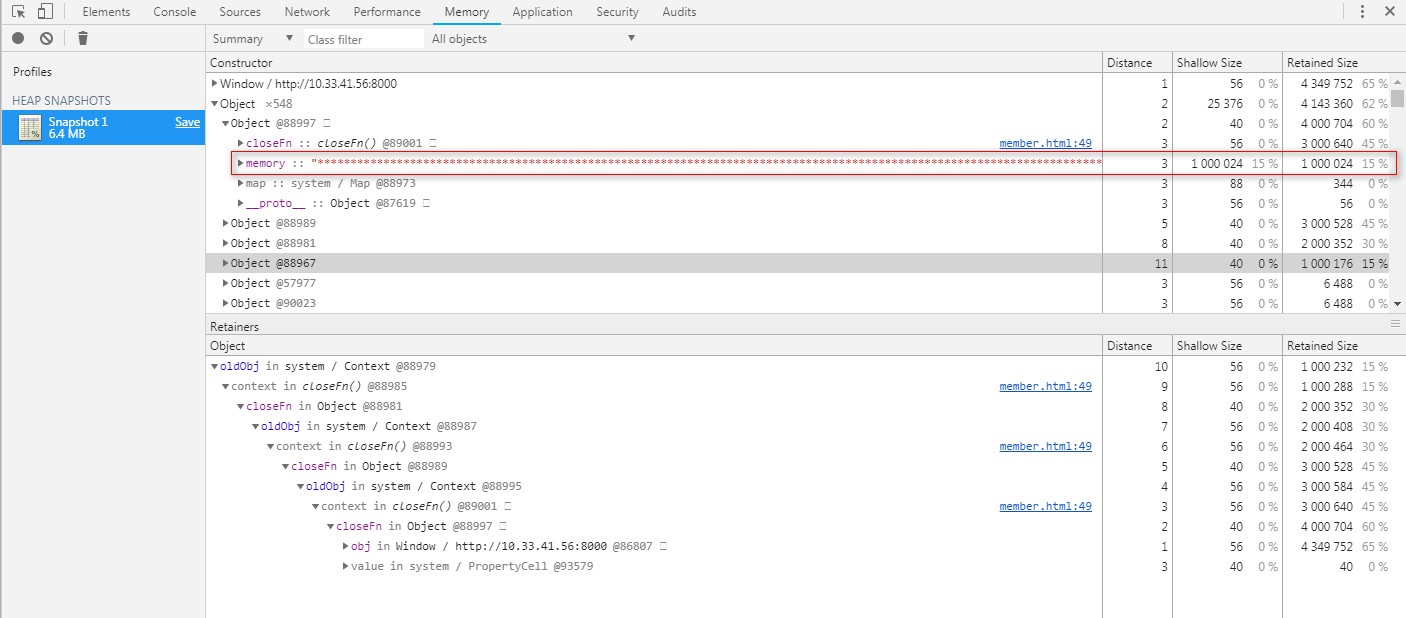 Elements Console Sources Network Performance Memory Application Security Audits
Summary ▼ Class filter All objects ▼
Profiles
HEAP SNAPSHOTS
Snapshot 1 Save
6.4 MB
Constructor Distance Shallow Size Retained Size
▶Window / http://10.33.41.56:8000 1 56 0 % 4 349 752 65 %
▼Object ×548 2 25 376 0 % 4 143 360 62 %
▼Object @88997 2 40 0 % 4 000 704 60 %
▶closeFn :: closeFn() @89001 member.html:49 3 56 0 % 3 000 640 45 %
▶memory :: "*********************************************************************************************************************** 3 1 000 024 15 % 1 000 024 15 %
▶map :: system / Map @88973 3 88 0 % 344 0 %
▶__proto__ :: Object @87619 3 56 0 % 56 0 %
▶Object @88989 5 40 0 % 3 000 528 45 %
▶Object @88981 8 40 0 % 2 000 352 30 %
▶Object @88967 11 40 0 % 1 000 176 15 %
▶Object @57977 3 56 0 % 6 488 0 %
▶Object @90023 3 56 0 % 6 488 0 %
Retainers
Object Distance Shallow Size Retained Size
▼oldObj in system / Context @88979 10 56 0 % 1 000 232 15 %
▼context in closeFn() @88985 member.html:49 9 56 0 % 1 000 288 15 %
▼closeFn in Object @88981 8 40 0 % 2 000 352 30 %
▼oldObj in system / Context @88987 7 56 0 % 2 000 408 30 %
▼context in closeFn() @88993 member.html:49 6 56 0 % 2 000 464 30 %
▼closeFn in Object @88989 5 40 0 % 3 000 528 45 %
▼oldObj in system / Context @88995 4 56 0 % 3 000 584 45 %
▼context in closeFn() @89001 member.html:49 3 56 0 % 3 000 640 45 %
▼closeFn in Object @88997 2 40 0 % 4 000 704 60 %
▶obj in Window / http://10.33.41.56:8000 @86807 1 56 0 % 4 349 752 65 %
▶value in system / PropertyCell @93579 3 40 0 % 40 0 %